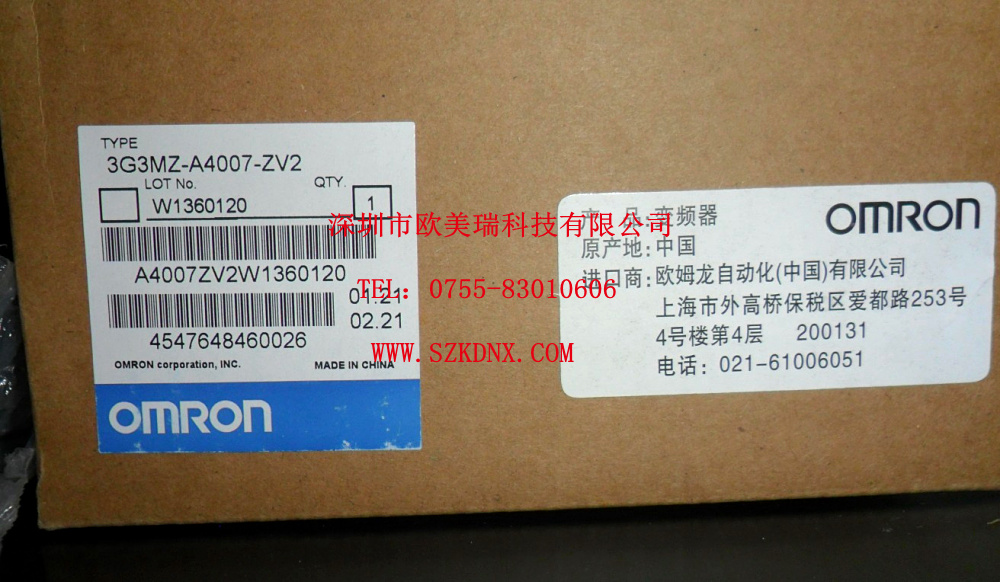 TYPE
3G3MZ-A4007-ZV2
LOT No.
QTY.
W1360120
1
A4007ZV2W1360120
01.21
02.21
4547648460026
OMRON corporation, INC.
MADE IN CHINA
OMRON
深圳市欧美瑞科技有限公司
TEL: 0755-83010606
WWW.SZKDNX.COM
OMRON
产 品:变频器
原产地:中国
进口商:欧姆龙自动化(中国)有限公司
上海市外高桥保税区爱都路253号
4号楼第4层 200131
电话: 021-61006051